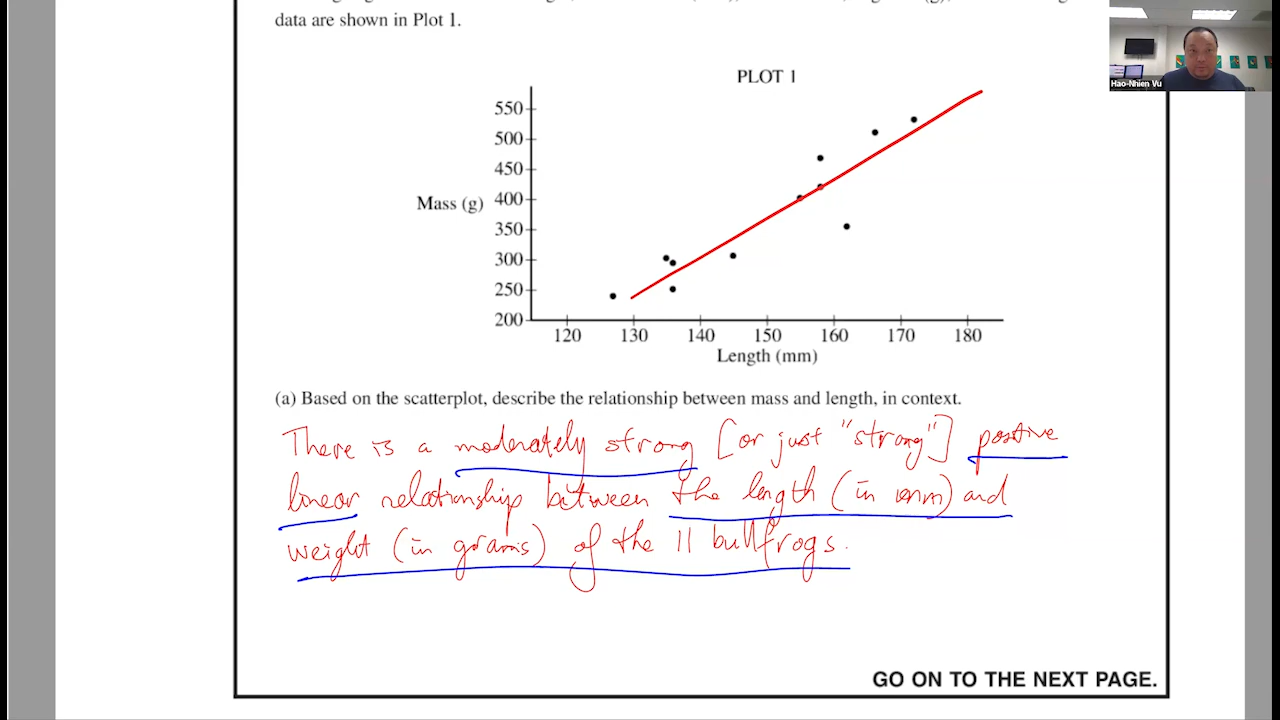 data are shown in Plot 1.
Hao-Nhien Vu
PLOT 1
550
500
450
Mass (g) 400
350
300
250
200
120 130 140 150 160 170 180
Length (mm)
(a) Based on the scatterplot, describe the relationship between mass and length, in context.
There is a moderately strong [or just "strong"] positive
linear relationship between the length (in mm) and
weight (in grams) of the 11 bullfrogs.
GO ON TO THE NEXT PAGE.